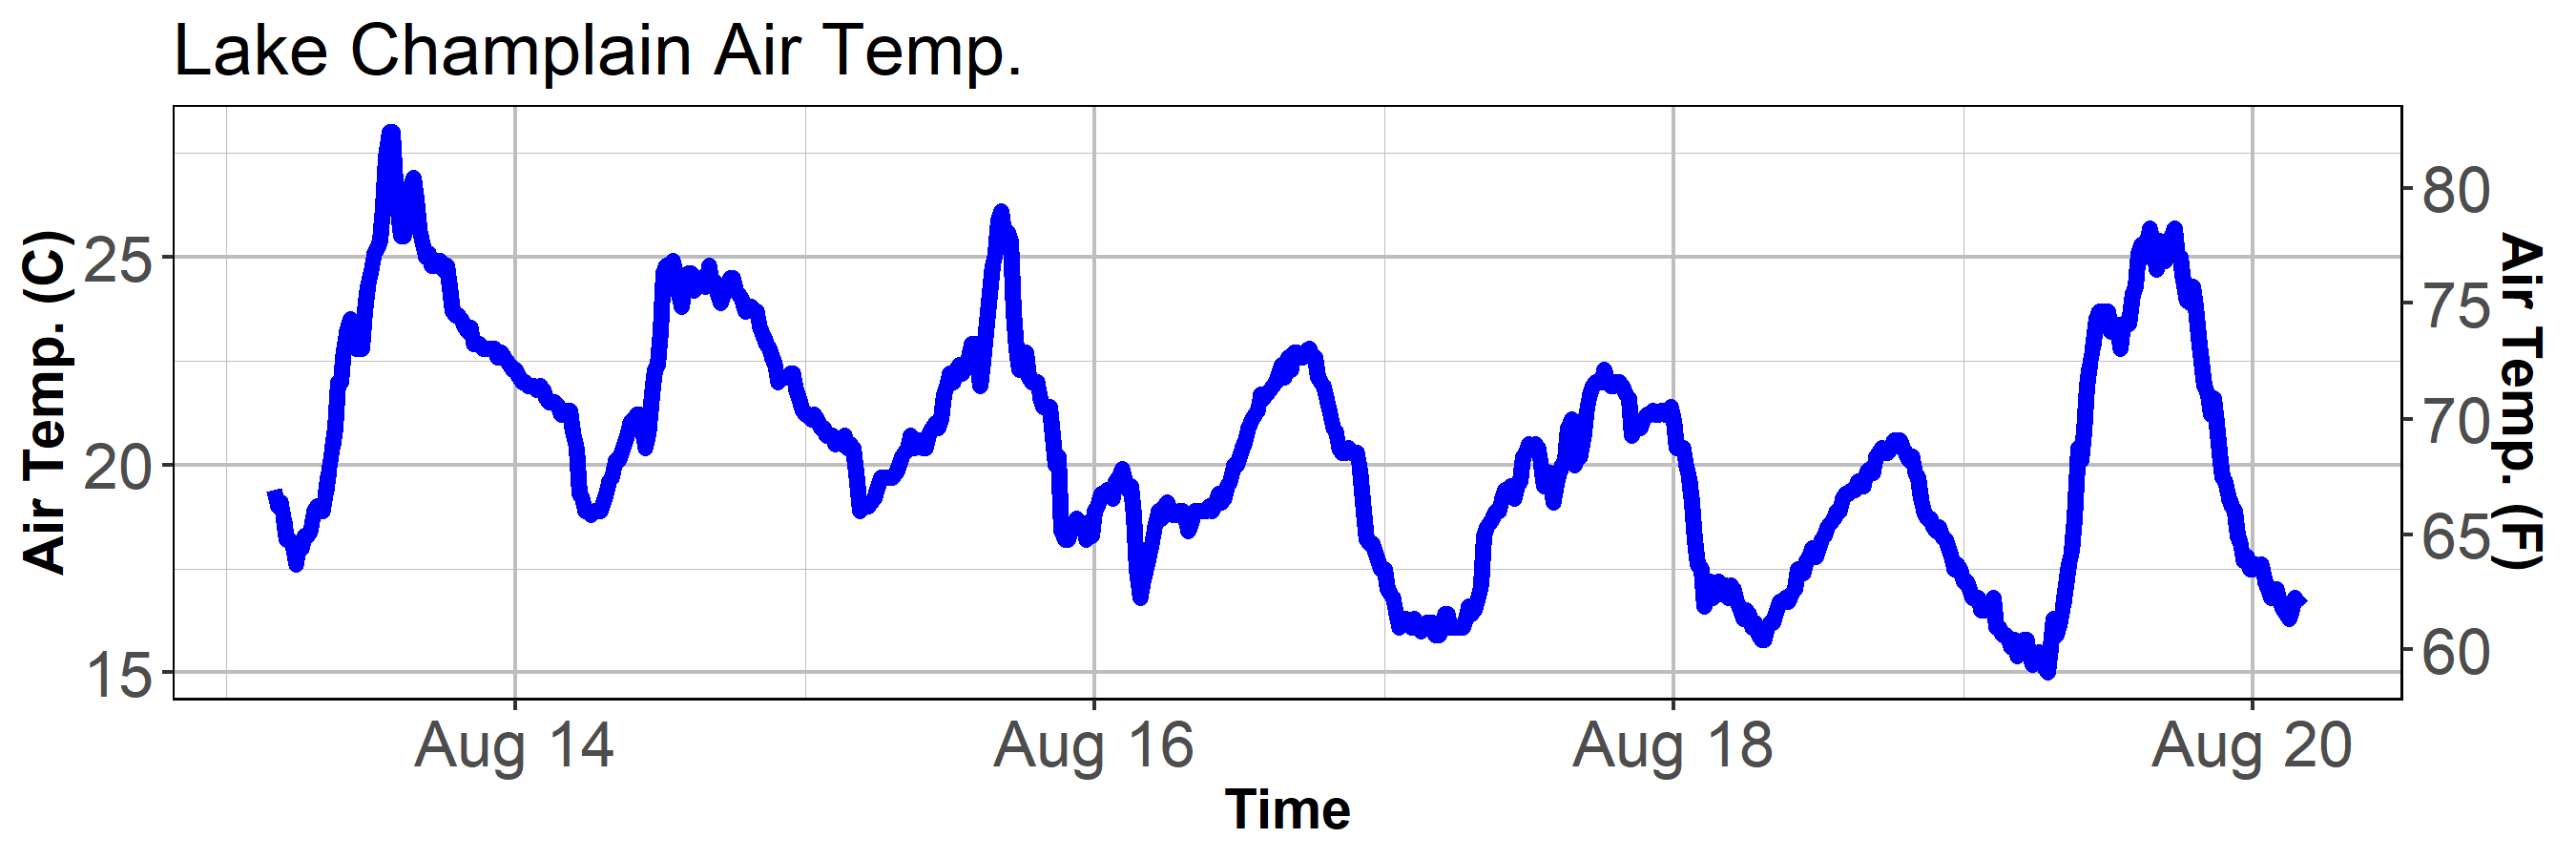 Lake Champlain Air Temp.
Air Temp. (C)
25
20
15
80
75
70
65
60
Air Temp. (F)
Aug 14
Aug 16
Aug 18
Aug 20
Time